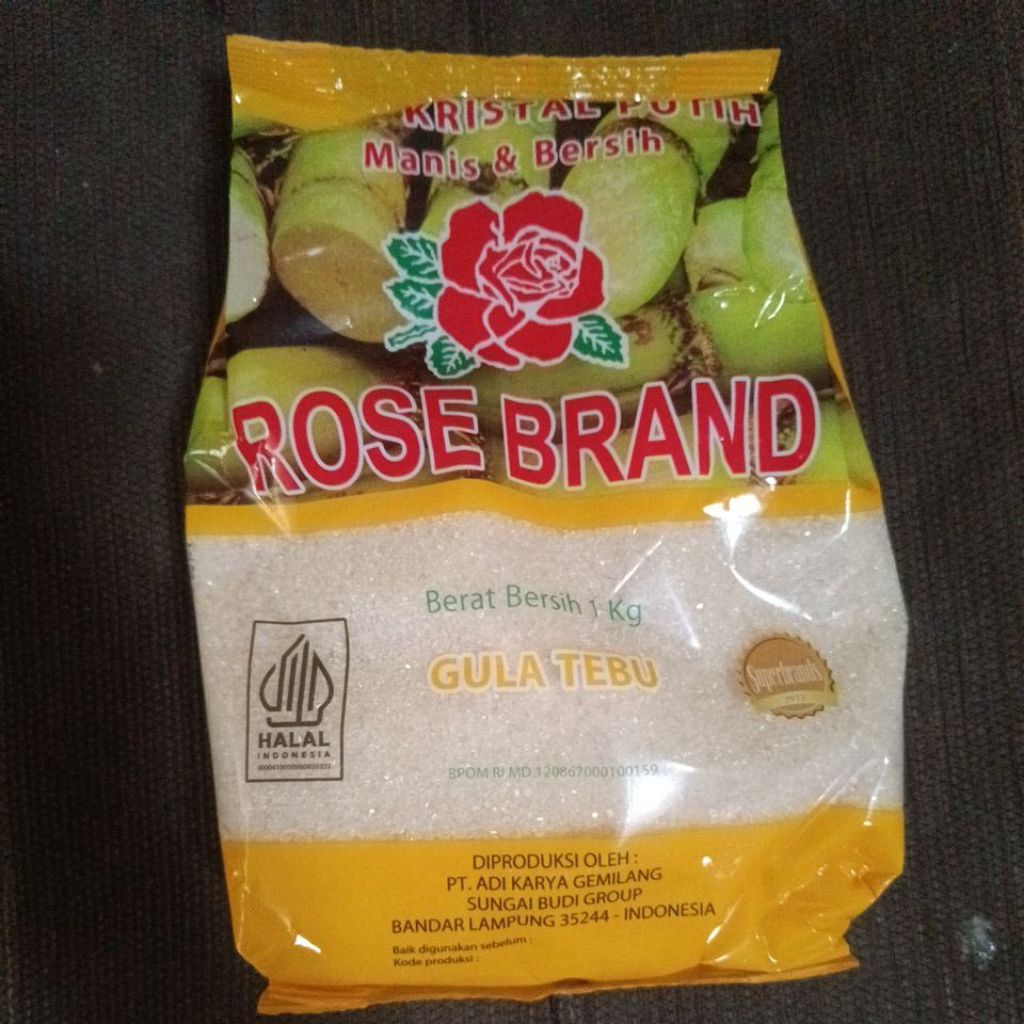 KRISTAL PUTIH
Manis & Bersih
ROSE BRAND
Berat Bersih 1 Kg
GULA TEBU
Superbrands
HALAL
INDONESIA
BPOM RI MD 120867000100159
DIPRODUKSI OLEH :
PT. ADI KARYA GEMILANG
SUNGAI BUDI GROUP
BANDAR LAMPUNG 35244 - INDONESIA
Baik digunakan sebelum :
Kode produksi :